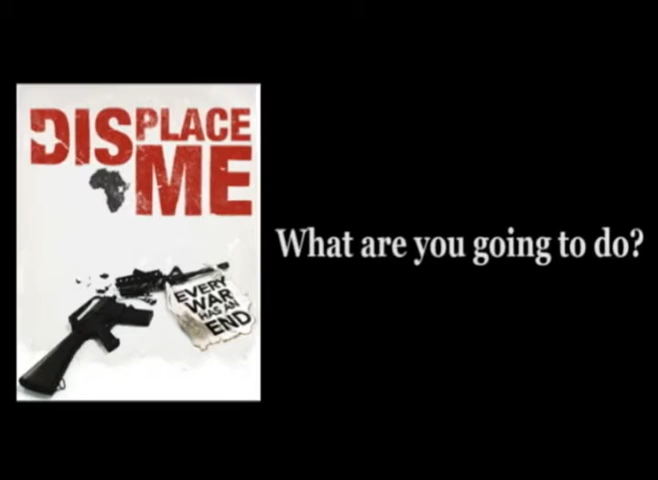 DISPLACE
ME
EVERY
WAR
HAS AN
END
What are you going to do?